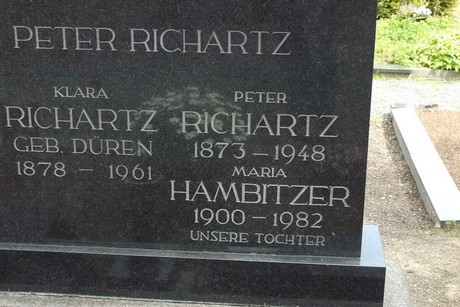 PETER RICHARTZ
KLARA
RICHARTZ
GEB. DÜREN
1878 – 1961
PETER
RICHARTZ
1873 – 1948
MARIA
HAMBITZER
1900 – 1982
UNSERE TOCHTER